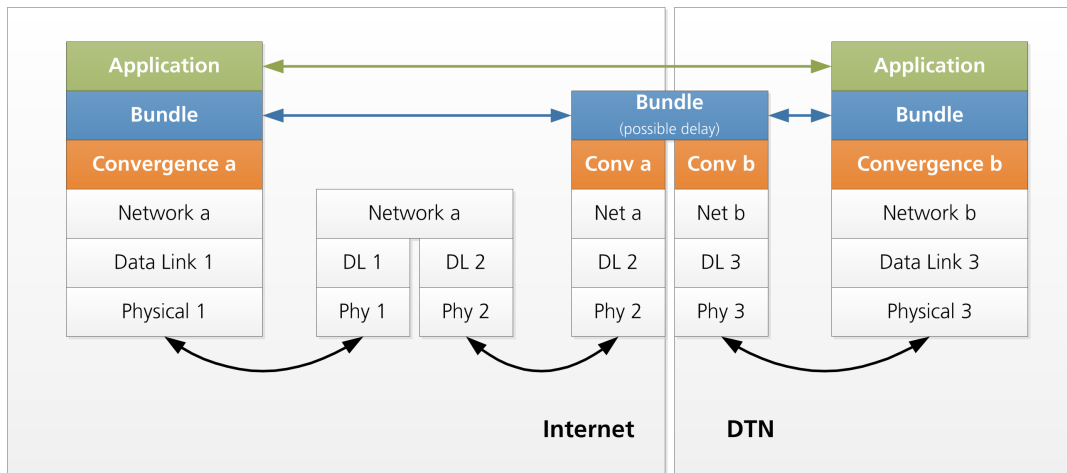 Application
Bundle
Convergence a
Network a
Data Link 1
Physical 1
Network a
DL 1
DL 2
Phy 1
Phy 2
Bundle
(possible delay)
Conv a
Conv b
Net a
Net b
DL 2
DL 3
Phy 2
Phy 3
Application
Bundle
Convergence b
Network b
Data Link 3
Physical 3
Internet
DTN